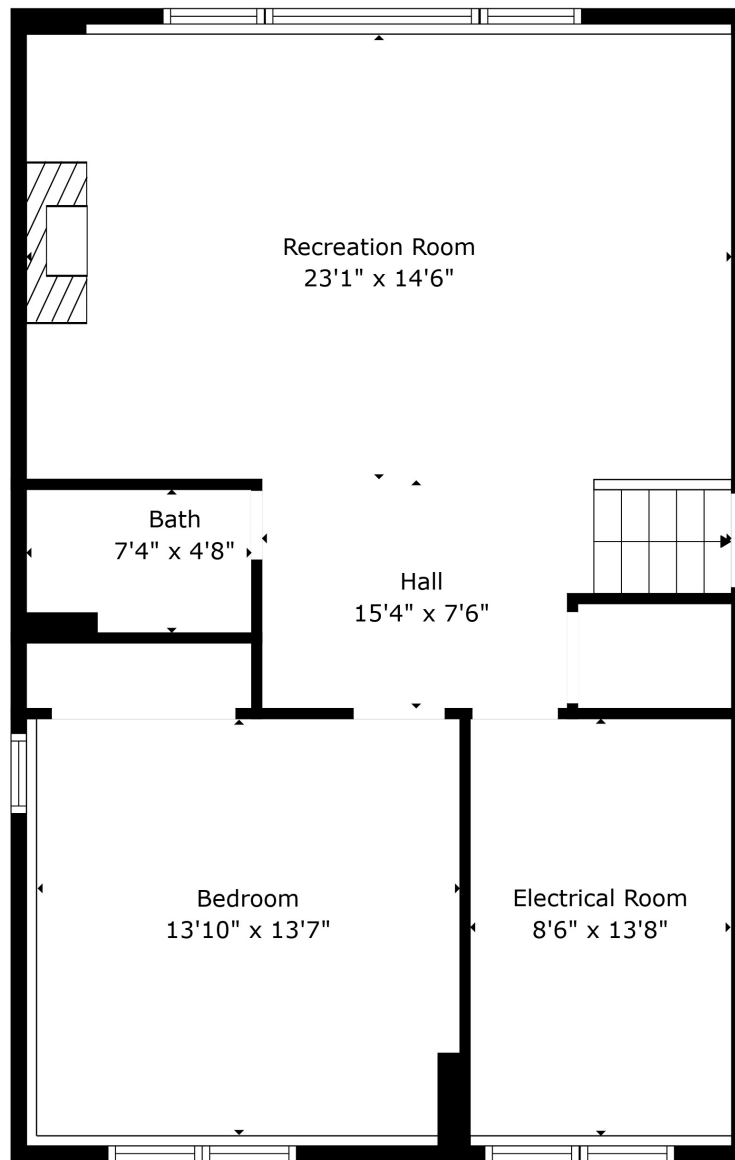 Recreation Room
23'1" x 14'6"
Bath
7'4" x 4'8"
Hall
15'4" x 7'6"
Bedroom
13'10" x 13'7"
Electrical Room
8'6" x 13'8"